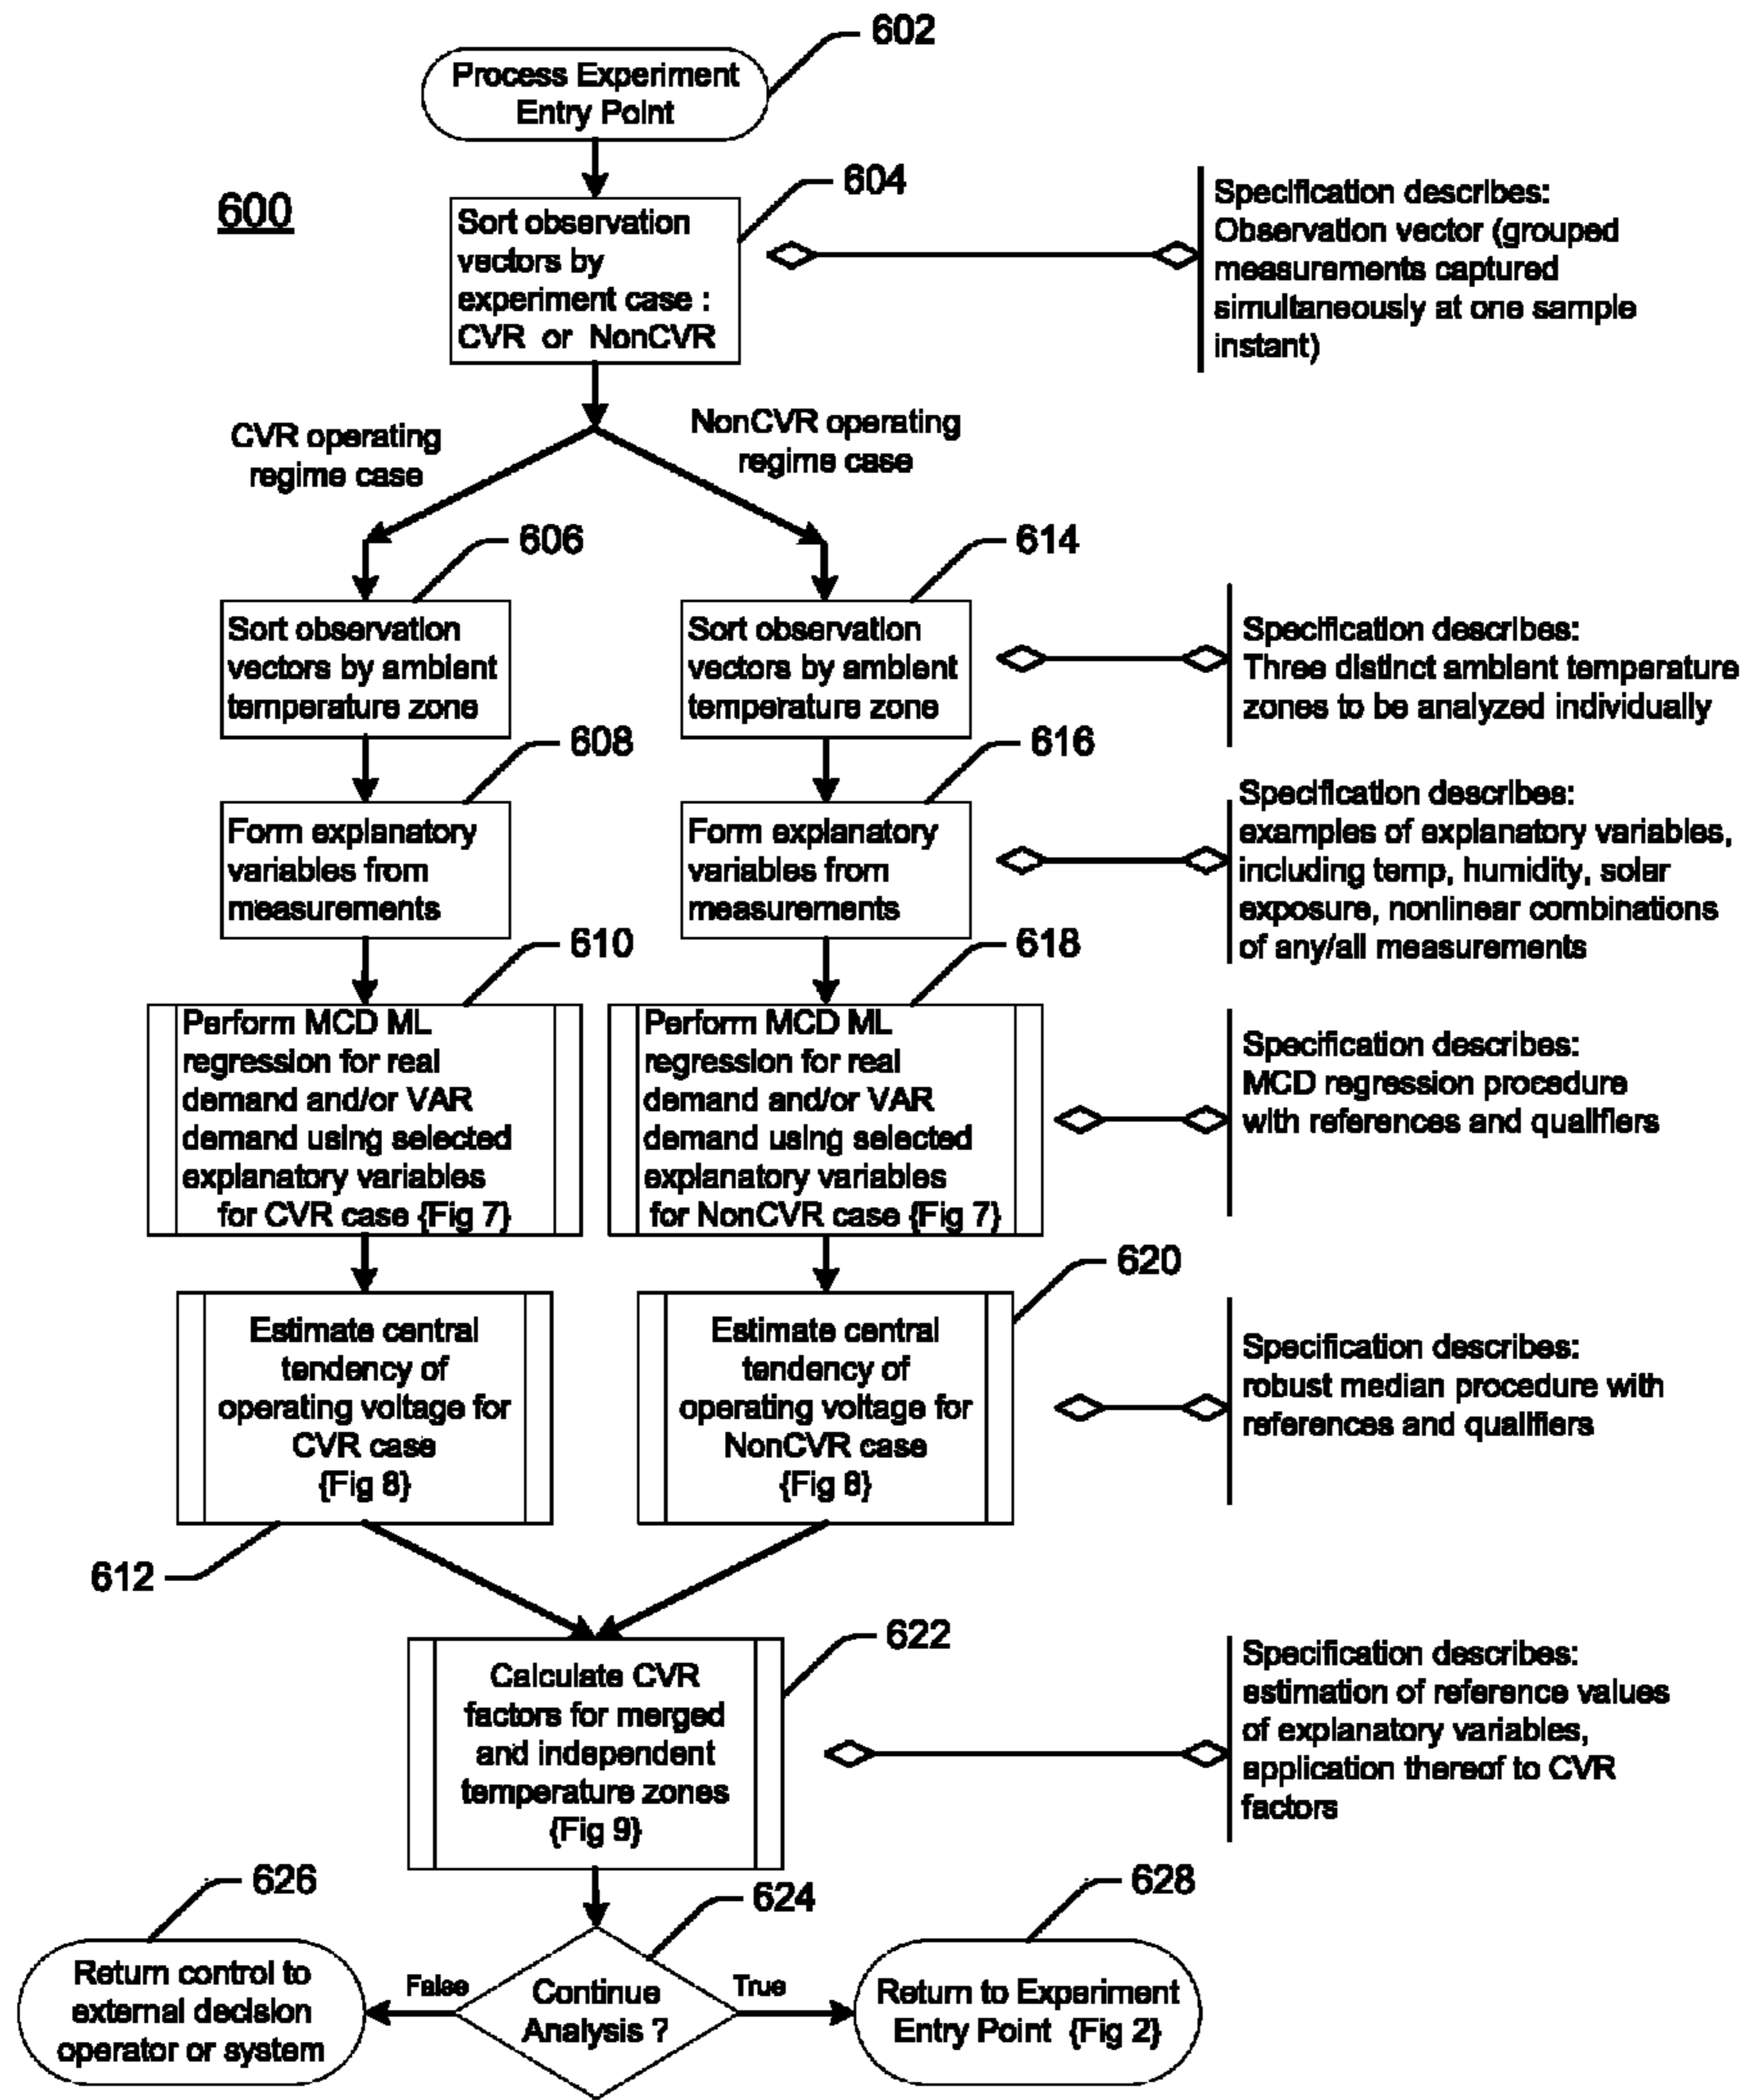 602
Process Experiment
Entry Point
600
604
Sort observation
vectors by
experiment case :
CVR or NonCVR
Specification describes:
Observation vector (grouped
measurements captured
simultaneously at one sample
instant)
CVR operating
regime case
NonCVR operating
regime case
606
614
Sort observation
vectors by ambient
temperature zone
Sort observation
vectors by ambient
temperature zone
Specification describes:
Three distinct ambient temperature
zones to be analyzed individually
608
616
Form explanatory
variables from
measurements
Form explanatory
variables from
measurements
Specification describes:
examples of explanatory variables,
including temp, humidity, solar
exposure, nonlinear combinations
of any/all measurements
610
618
Perform MCD ML
regression for real
demand and/or VAR
demand using selected
explanatory variables
for CVR case {Fig 7}
Perform MCD ML
regression for real
demand and/or VAR
demand using selected
explanatory variables
for NonCVR case {Fig 7}
Specification describes:
MCD regression procedure
with references and qualifiers
620
Estimate central
tendency of
operating voltage for
CVR case
{Fig 8}
Estimate central
tendency of
operating voltage for
NonCVR case
{Fig 8}
Specification describes:
robust median procedure with
references and qualifiers
612
622
Calculate CVR
factors for merged
and independent
temperature zones
{Fig 9}
Specification describes:
estimation of reference values
of explanatory variables,
application thereof to CVR
factors
626
624
628
Return control to
external decision
operator or system
False
Continue
Analysis ?
True
Return to Experiment
Entry Point {Fig 2}